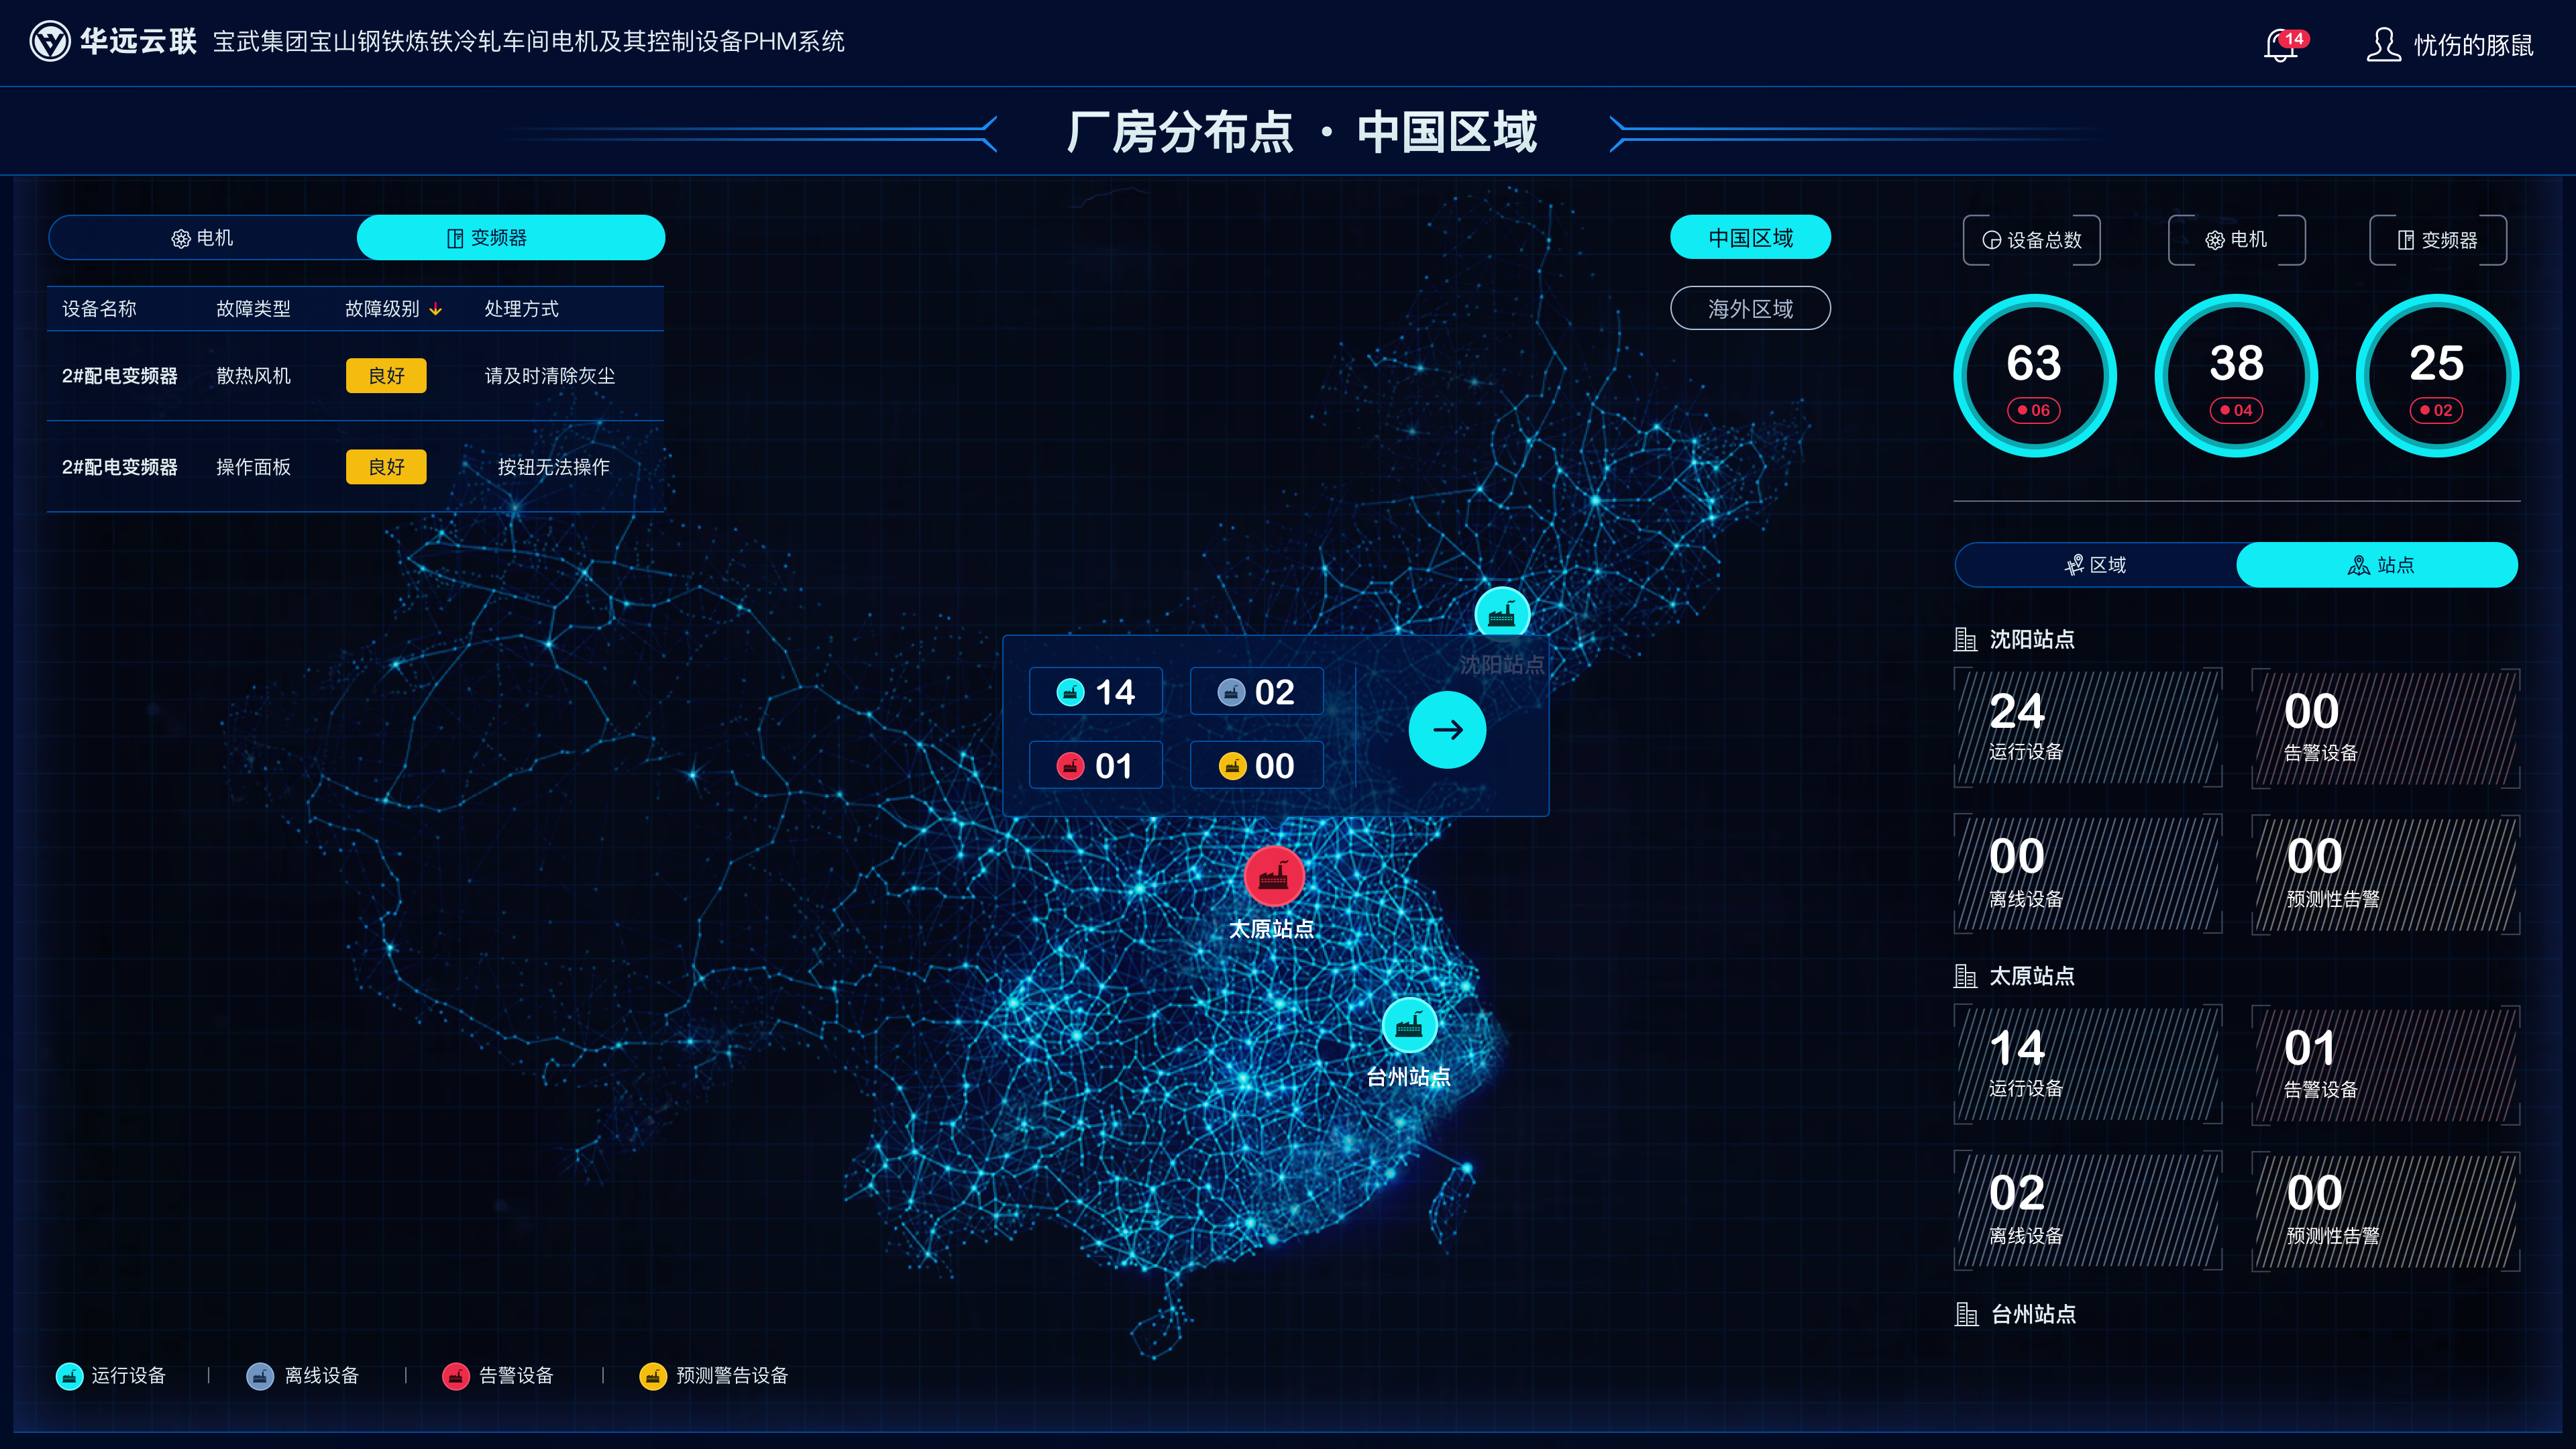 华远云联 宝武集团宝山钢铁炼铁冷轧车间电机及其控制设备PHM系统
14
忧伤的豚鼠
厂房分布点 · 中国区域
电机 变频器
设备名称 故障类型 故障级别 处理方式
2#配电变频器 散热风机 良好 请及时清除灰尘
2#配电变频器 操作面板 良好 按钮无法操作
中国区域
海外区域
沈阳站点
14 02
01 00
太原站点
台州站点
运行设备 离线设备 告警设备 预测警告设备
设备总数 电机 变频器
63 38 25
06 04 02
区域 站点
沈阳站点
24 00
运行设备 告警设备
00 00
离线设备 预测性告警
太原站点
14 01
运行设备 告警设备
02 00
离线设备 预测性告警
台州站点